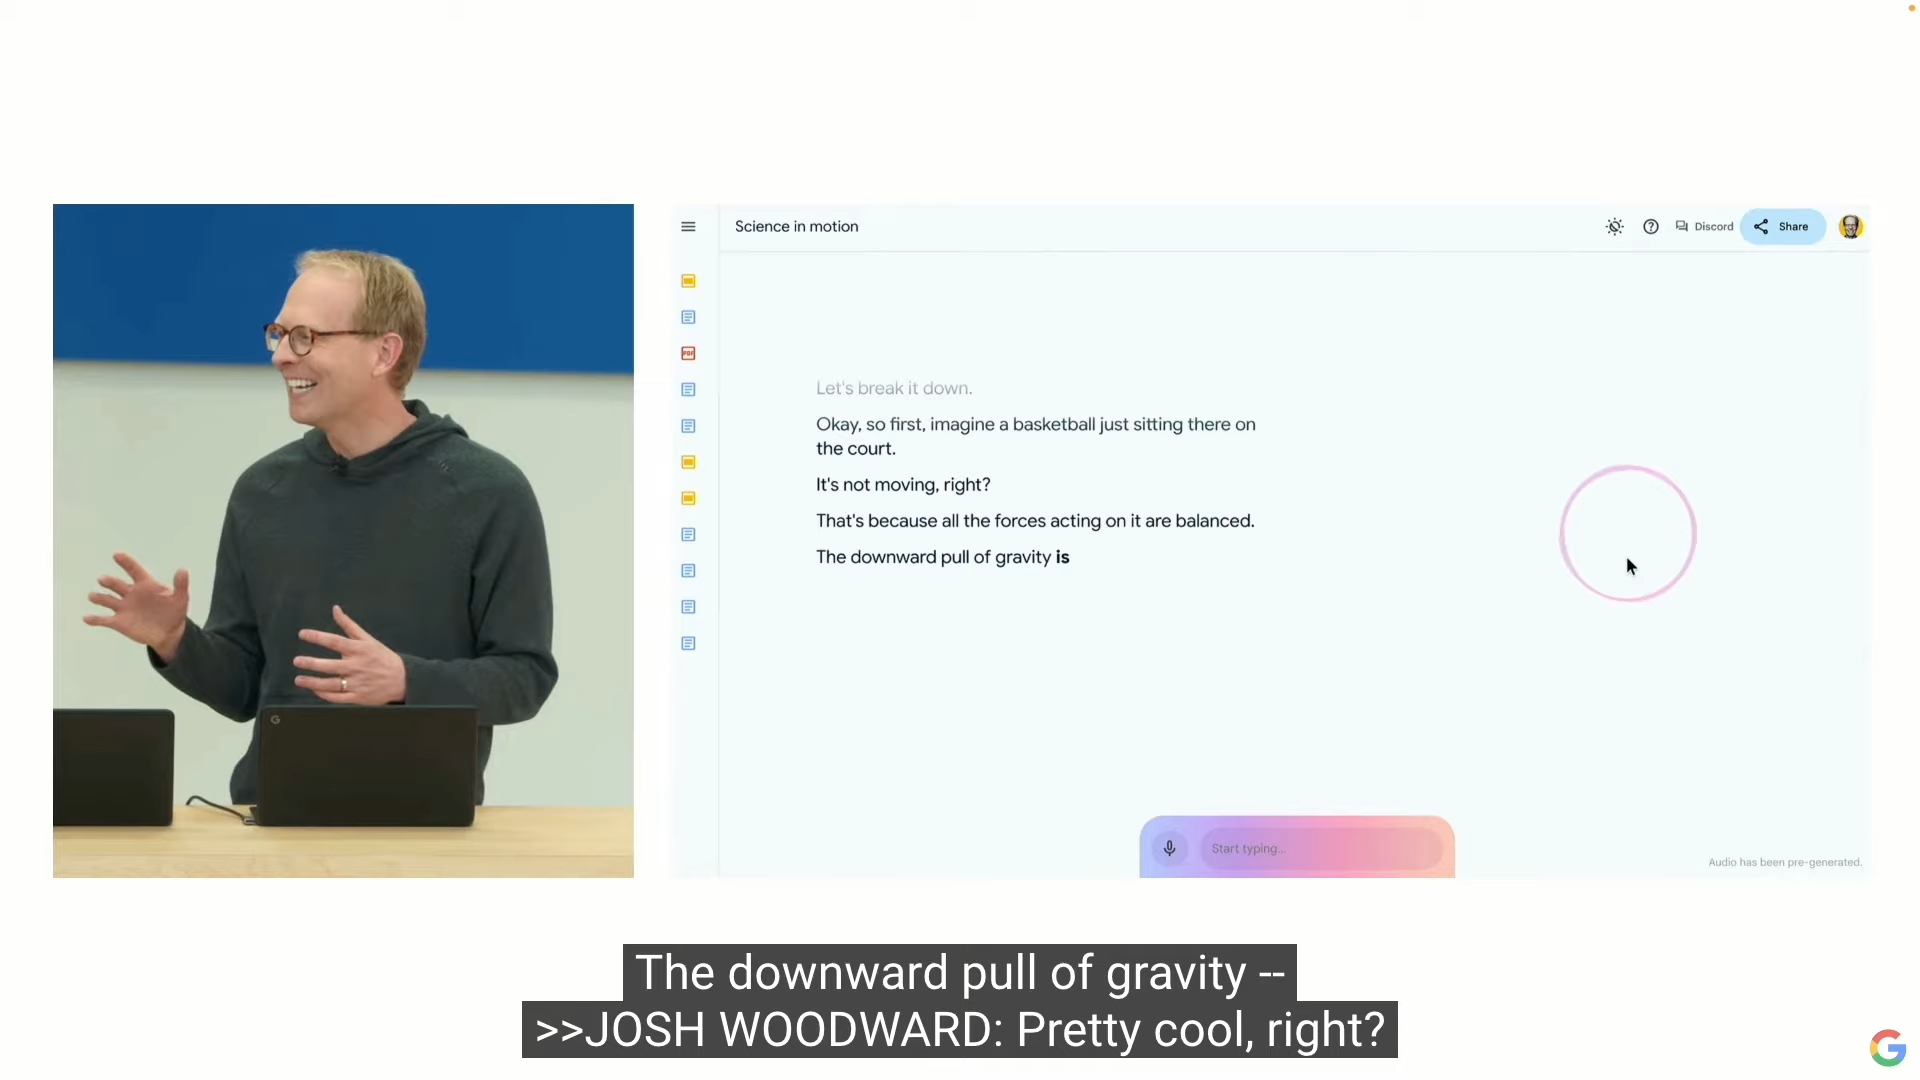 Science in motion
Discord
Share
PDF
Let's break it down.
Okay, so first, imagine a basketball just sitting there on
the court.
It's not moving, right?
That's because all the forces acting on it are balanced.
The downward pull of gravity is
Start typing...
Audio has been pre-generated.
G
The downward pull of gravity --
>>JOSH WOODWARD: Pretty cool, right?
G